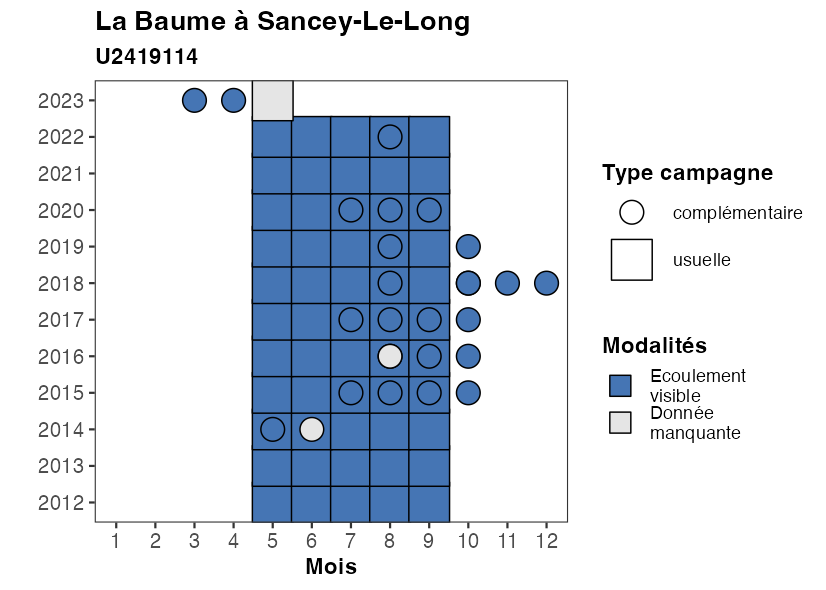 La Baume à Sancey-Le-Long
U2419114
2023
2022
2021
2020
2019
2018
2017
2016
2015
2014
2013
2012
1 2 3 4 5 6 7 8 9 10 11 12
Mois
Type campagne
complémentaire
usuelle
Modalités
Ecoulement
visible
Donnée
manquante